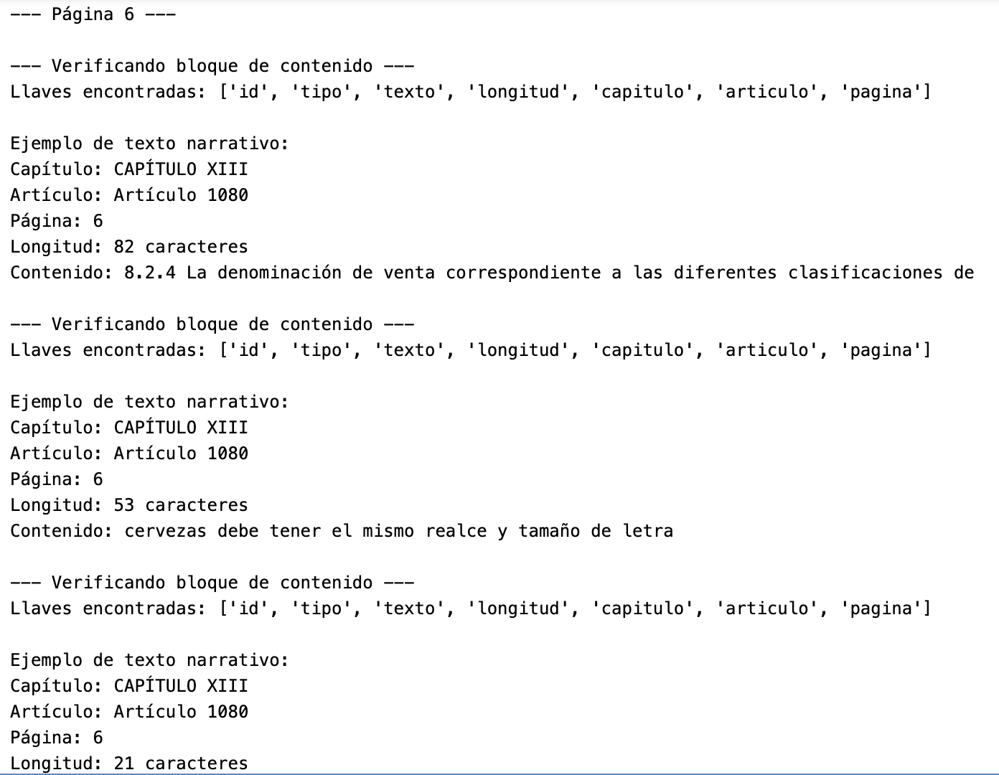 --- Página 6 ---
--- Verificando bloque de contenido ---
Llaves encontradas: ['id', 'tipo', 'texto', 'longitud', 'capitulo', 'articulo', 'pagina']
Ejemplo de texto narrativo:
Capítulo: CAPÍTULO XIII
Artículo: Artículo 1080
Página: 6
Longitud: 82 caracteres
Contenido: 8.2.4 La denominación de venta correspondiente a las diferentes clasificaciones de
--- Verificando bloque de contenido ---
Llaves encontradas: ['id', 'tipo', 'texto', 'longitud', 'capitulo', 'articulo', 'pagina']
Ejemplo de texto narrativo:
Capítulo: CAPÍTULO XIII
Artículo: Artículo 1080
Página: 6
Longitud: 53 caracteres
Contenido: cervezas debe tener el mismo realce y tamaño de letra
--- Verificando bloque de contenido ---
Llaves encontradas: ['id', 'tipo', 'texto', 'longitud', 'capitulo', 'articulo', 'pagina']
Ejemplo de texto narrativo:
Capítulo: CAPÍTULO XIII
Artículo: Artículo 1080
Página: 6
Longitud: 21 caracteres